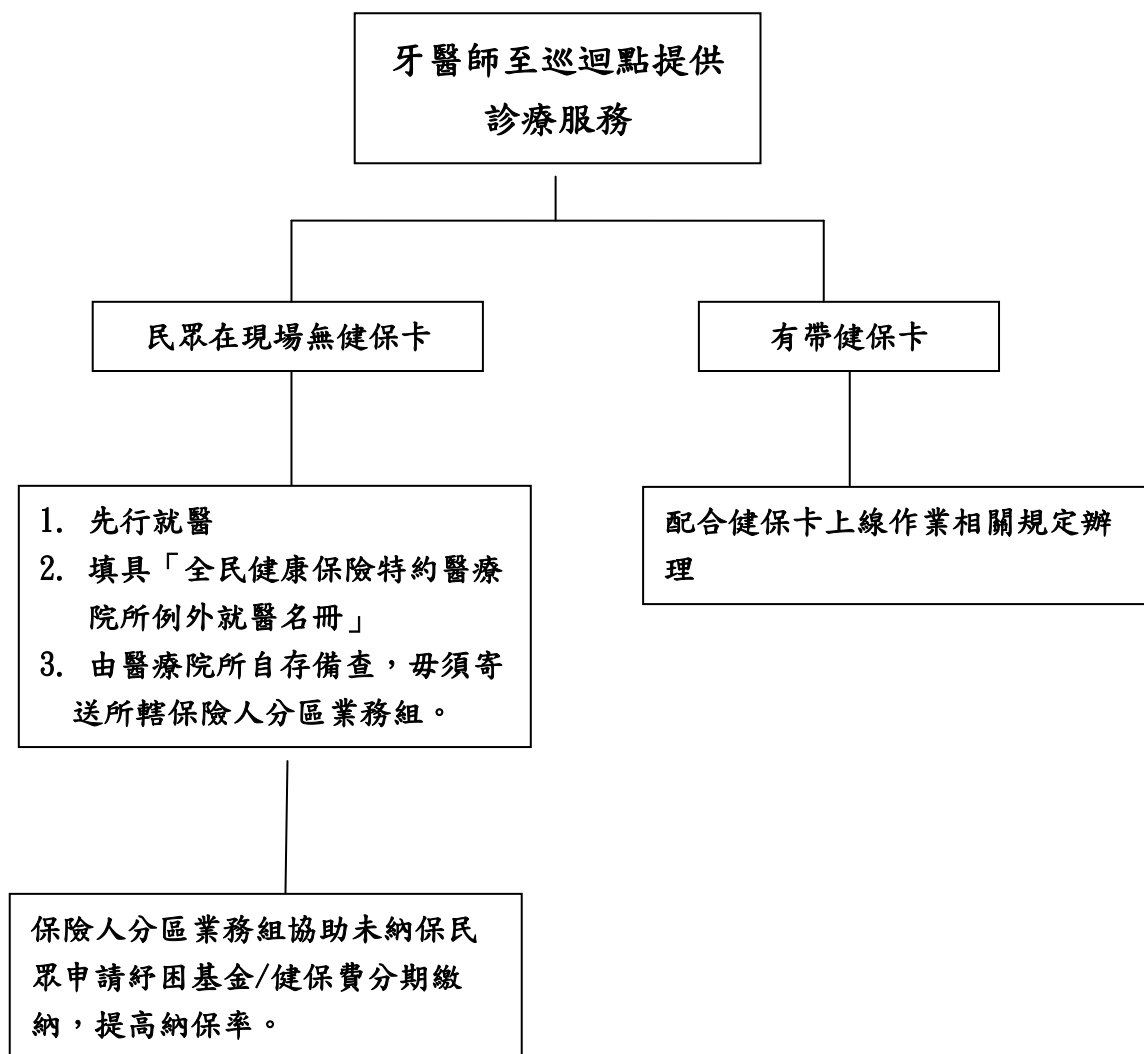 牙醫師至巡迴點提供
診療服務
民眾在現場無健保卡
有帶健保卡
1. 先行就醫
2. 填具「全民健康保險特約醫療
院所例外就醫名冊」
3. 由醫療院所自存備查，毋須寄
送所轄保險人分區業務組。
配合健保卡上線作業相關規定辦
理
保險人分區業務組協助未納保民
眾申請紓困基金/健保費分期繳
納，提高納保率。